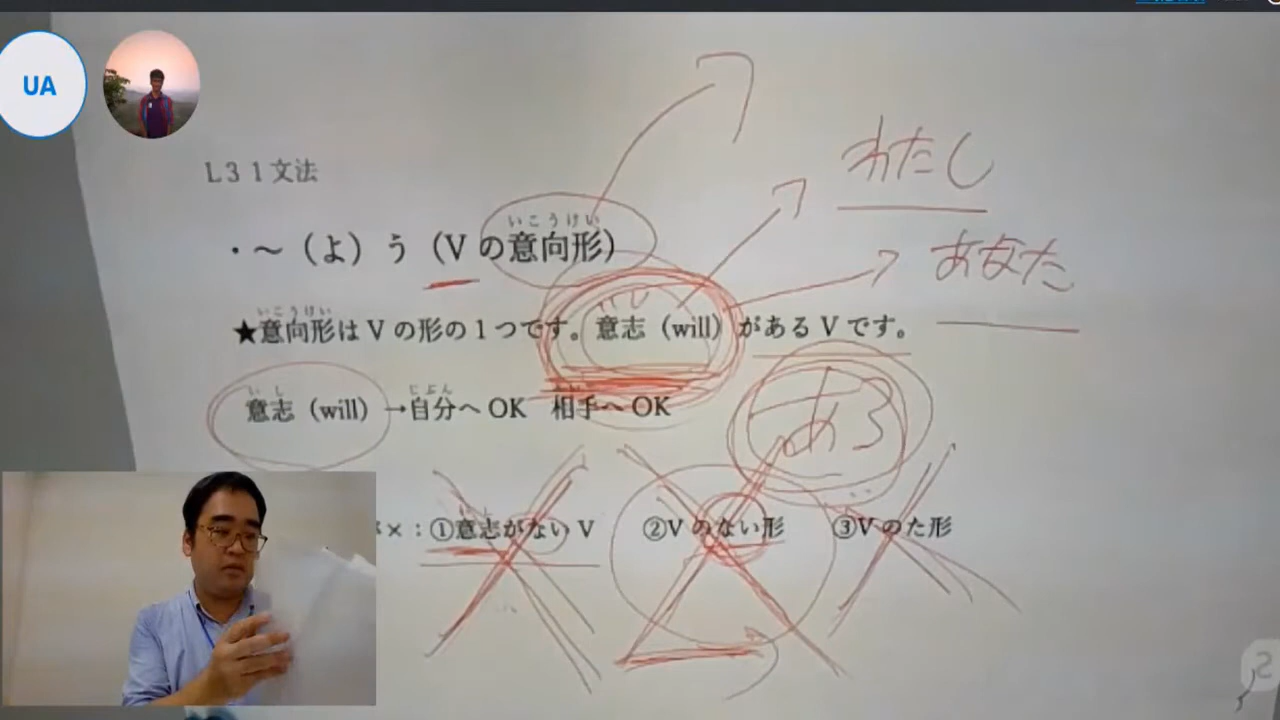 UA
L31文法
わたし
いこうけい
・～（よ）う（Vの意向形）
あなた
いこうけい
いし
★意向形はVの形の1つです。意志（will）があるVです。
いし じぶん
意志（will）→自分へOK 相手へOK
ある
いし
×：①意志がないV ②Vのない形 ③Vのた形